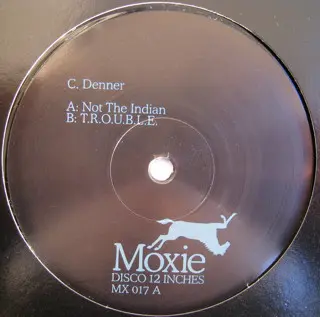 C. Denner
A: Not The Indian
B: T.R.O.U.B.L.E.
Moxie
DISCO 12 INCHES
MX 017 A